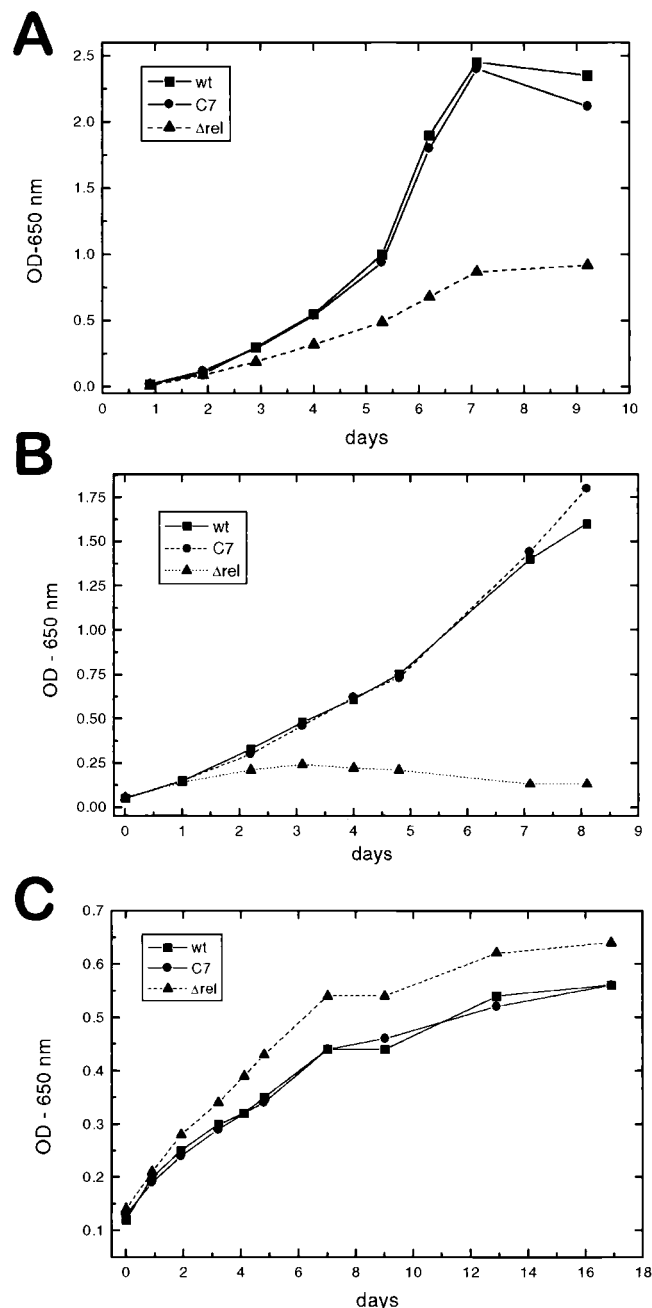 A
wt
C7
Δrel
OD-650 nm
2.5
2.0
1.5
1.0
0.5
0.0
0 1 2 3 4 5 6 7 8 9 10
days
B
wt
C7
Δrel
OD - 650 nm
1.75
1.50
1.25
1.00
0.75
0.50
0.25
0.00
0 1 2 3 4 5 6 7 8 9
days
C
wt
C7
Δrel
OD - 650 nm
0.7
0.6
0.5
0.4
0.3
0.2
0.1
0 2 4 6 8 10 12 14 16 18
days